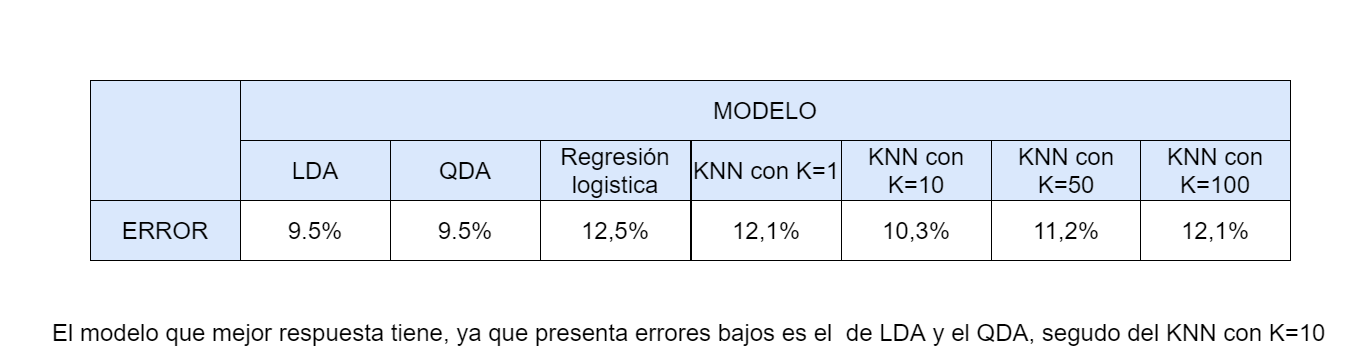 MODELO
LDA
QDA
Regresión
logistica
KNN con K=1
KNN con
K=10
KNN con
K=50
KNN con
K=100
ERROR
9.5%
9.5%
12,5%
12,1%
10,3%
11,2%
12,1%
El modelo que mejor respuesta tiene, ya que presenta errores bajos es el  de LDA y el QDA, segudo del KNN con K=10